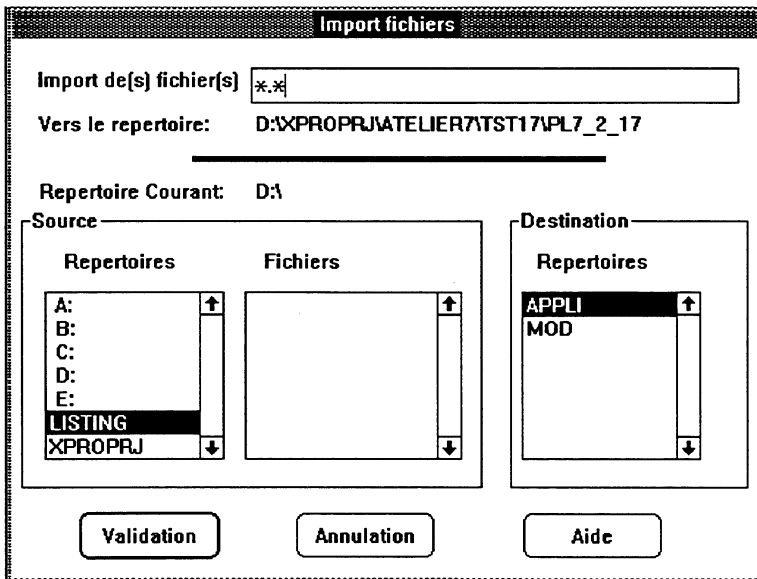 Import fichiers
Import de(s) fichier(s) *.*
Vers le repertoire: D:\XPROPRJ\ATELIER7\TST17\PL7_2_17
Repertoire Courant: D:\
Source
Destination
Repertoires
Fichiers
Repertoires
A:
B:
C:
D:
E:
LISTING
XPROPRJ
APPLI
MOD
Validation
Annulation
Aide